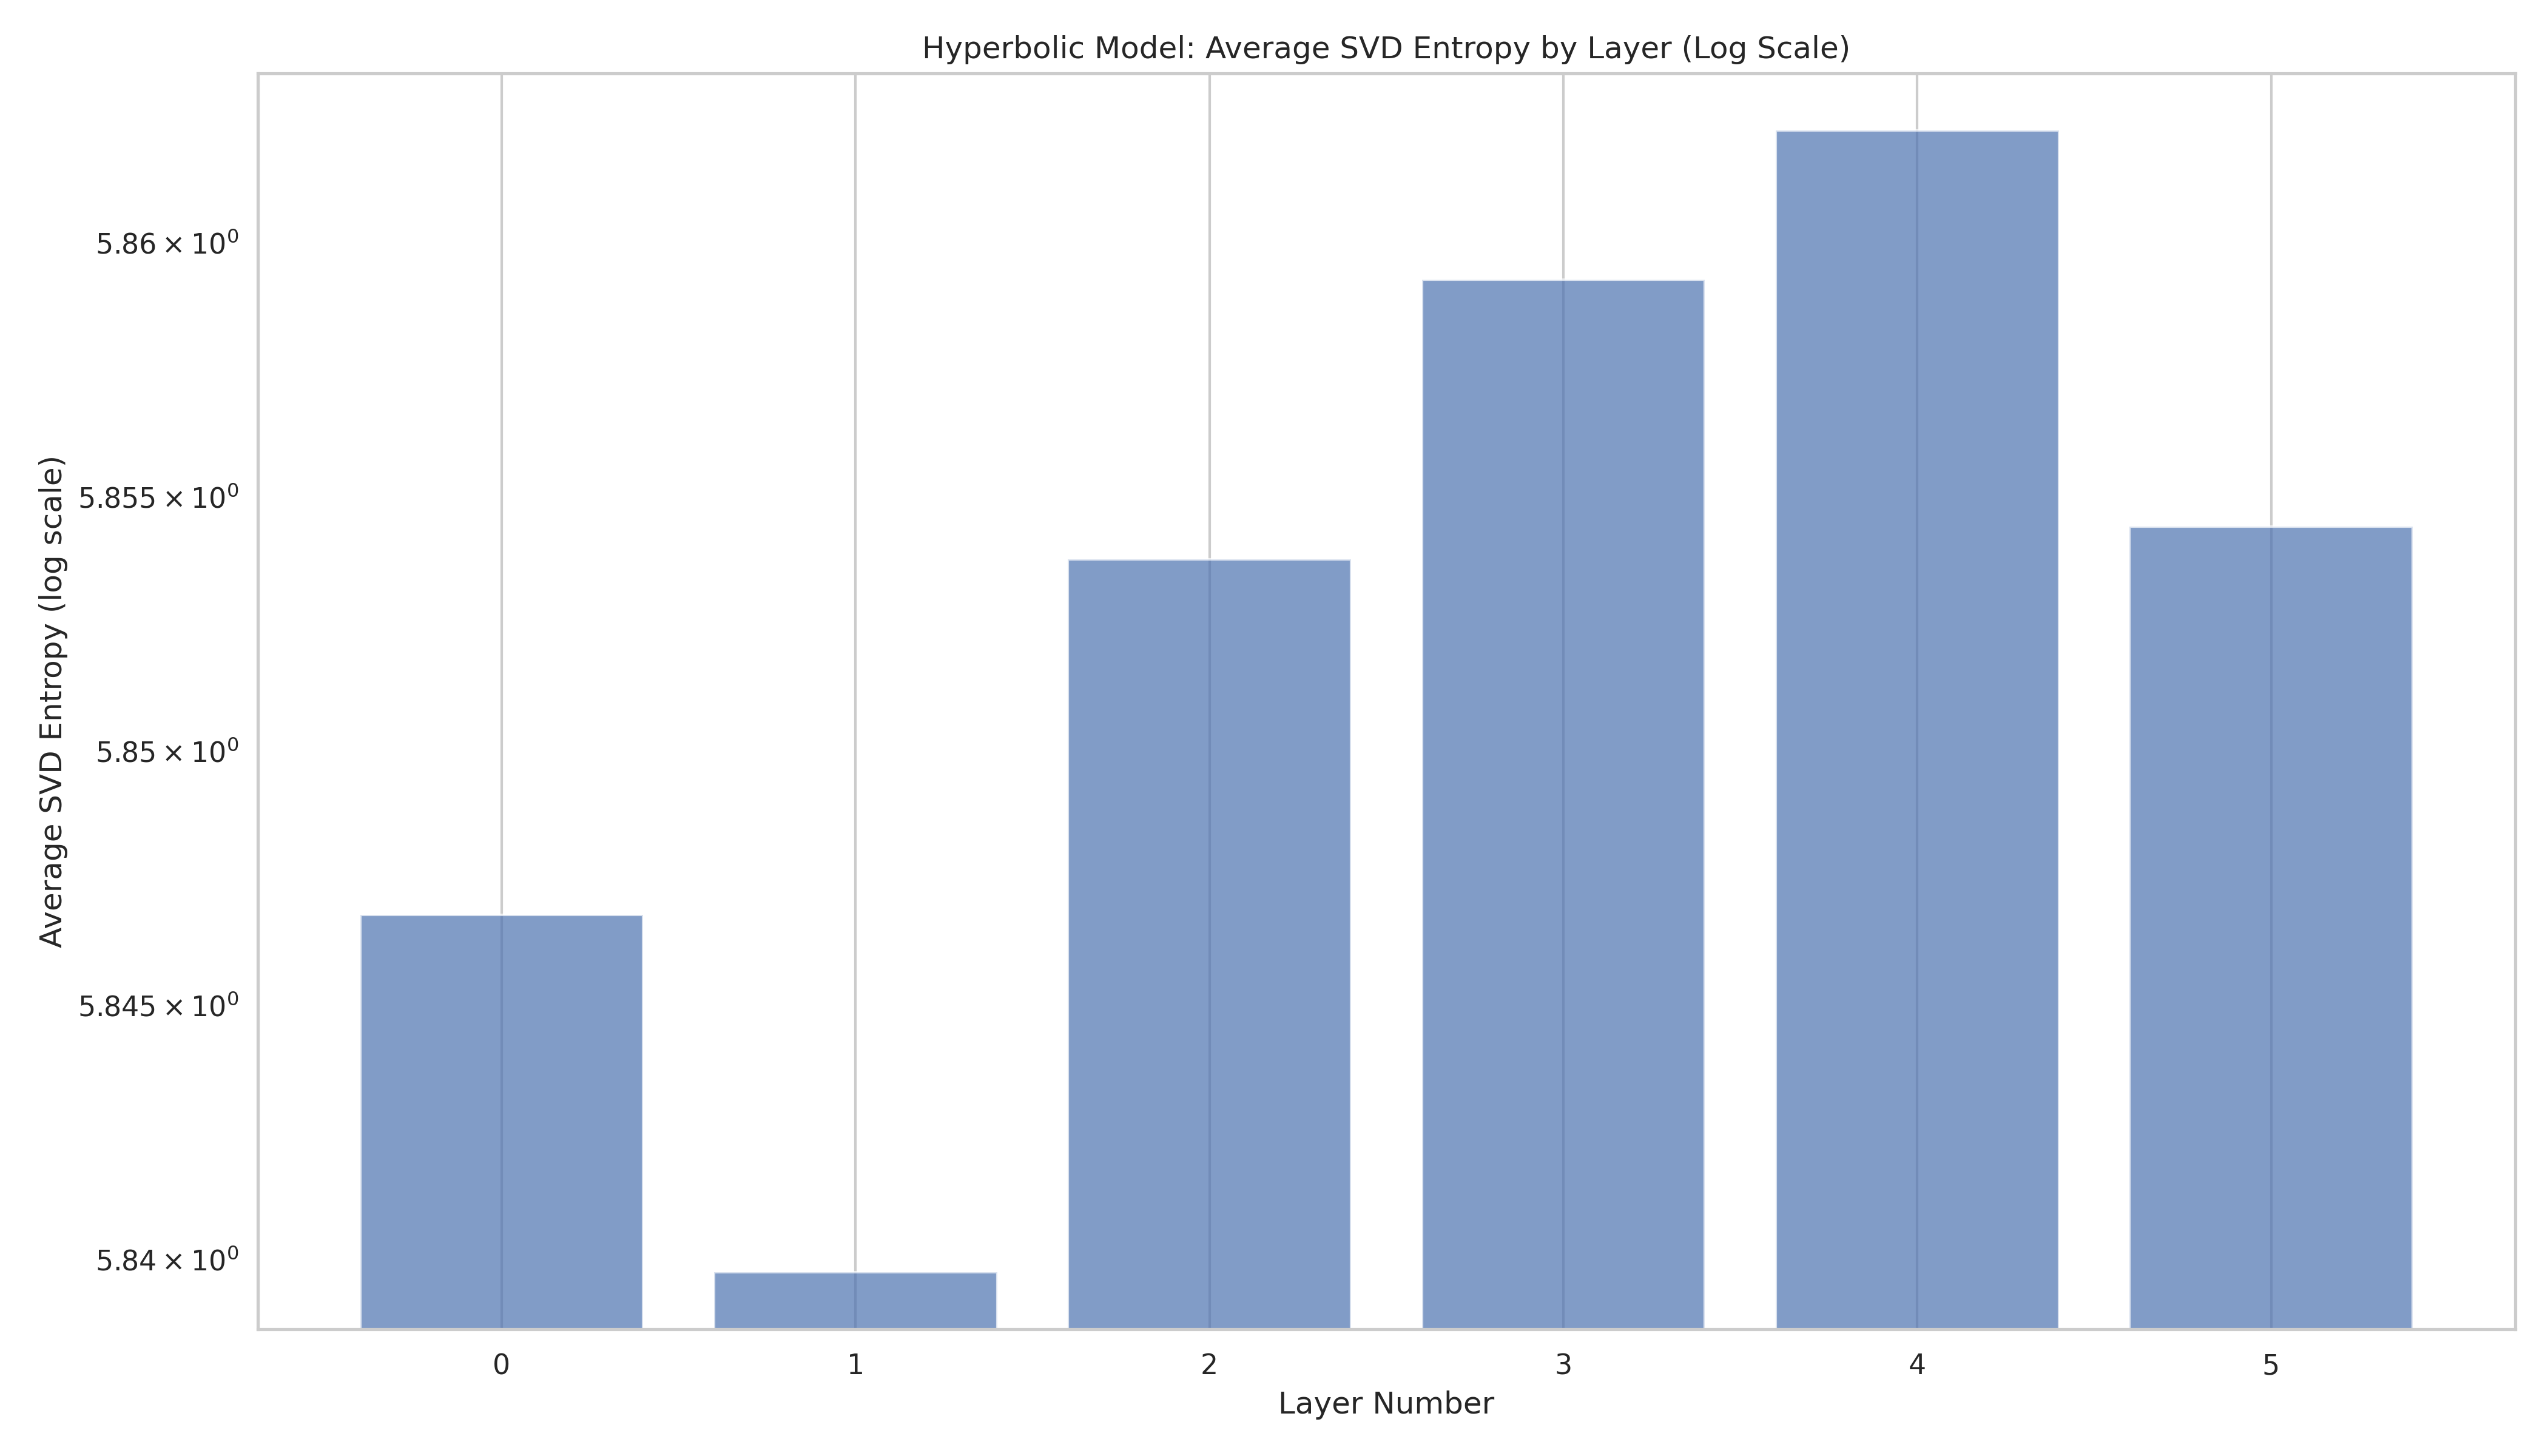 Hyperbolic Model: Average SVD Entropy by Layer (Log Scale)
Average SVD Entropy (log scale)
5.86 × 10⁰
5.855 × 10⁰
5.85 × 10⁰
5.845 × 10⁰
5.84 × 10⁰
0 1 2 3 4 5
Layer Number